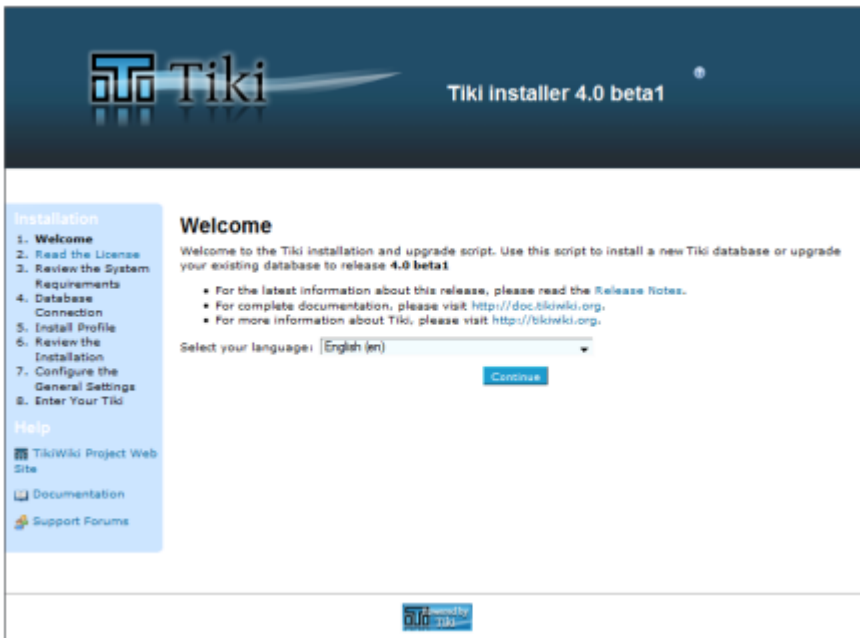 Tiki
Tiki installer 4.0 beta1
Installation
1. Welcome
2. Read the License
3. Review the System
Requirements
4. Database
Connection
5. Install Profile
6. Review the
Installation
7. Configure the
General Settings
8. Enter Your Tiki
Help
TikiWiki Project Web
Site
Documentation
Support Forums
Welcome
Welcome to the Tiki installation and upgrade script. Use this script to install a new Tiki database or upgrade
your existing database to release 4.0 beta1
• For the latest information about this release, please read the Release Notes.
• For complete documentation, please visit http://doc.tikiwiki.org.
• For more information about Tiki, please visit http://tikiwiki.org.
Select your language: English (en)
Continue
Powered by
Tiki